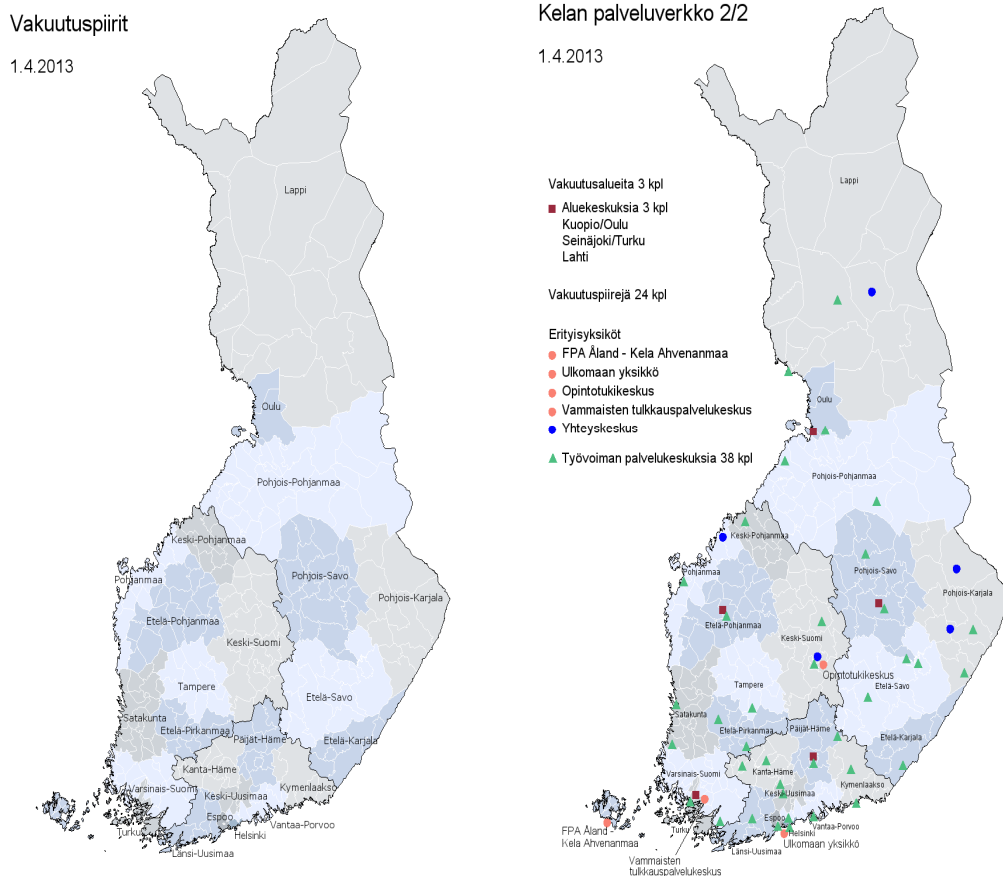 Vakuutuspiirit
1.4.2013
Lappi
Oulu
Pohjois-Pohjanmaa
Keski-Pohjanmaa
Pohjanmaa
Pohjois-Savo
Pohjois-Karjala
Etelä-Pohjanmaa
Keski-Suomi
Tampere
Etelä-Savo
Satakunta
Etelä-Pirkanmaa
Päijät-Häme
Etelä-Karjala
Kanta-Häme
Varsinais-Suomi
Keski-Uusimaa
Kymenlaakso
Espoo
Vantaa-Porvoo
Turku
Helsinki
Länsi-Uusimaa
Kelan palveluverkko 2/2
1.4.2013
Vakuutusalueita 3 kpl
Aluekeskuksia 3 kpl
Kuopio/Oulu
Seinäjoki/Turku
Lahti
Vakuutuspiirejä 24 kpl
Erityisyksiköt
FPA Åland - Kela Ahvenanmaa
Ulkomaan yksikkö
Opintotukikeskus
Vammaisten tulkkauspalvelukeskus
Yhteyskeskus
Työvoiman palvelukeskuksia 38 kpl
Lappi
Oulu
Pohjois-Pohjanmaa
Keski-Pohjanmaa
Pohjanmaa
Pohjois-Savo
Pohjois-Karjala
Etelä-Pohjanmaa
Keski-Suomi
Opintotukikeskus
Tampere
Etelä-Savo
Satakunta
Etelä-Pirkanmaa
Päijät-Häme
Etelä-Karjala
Varsinais-Suomi
Kanta-Häme
Kymenlaakso
Keski-Uusimaa
Espoo
Vantaa-Porvoo
Turku
Helsinki
FPA Åland -
Kela Ahvenanmaa
Ulkomaan yksikkö
Länsi-Uusimaa
Vammaisten
tulkkauspalvelukeskus